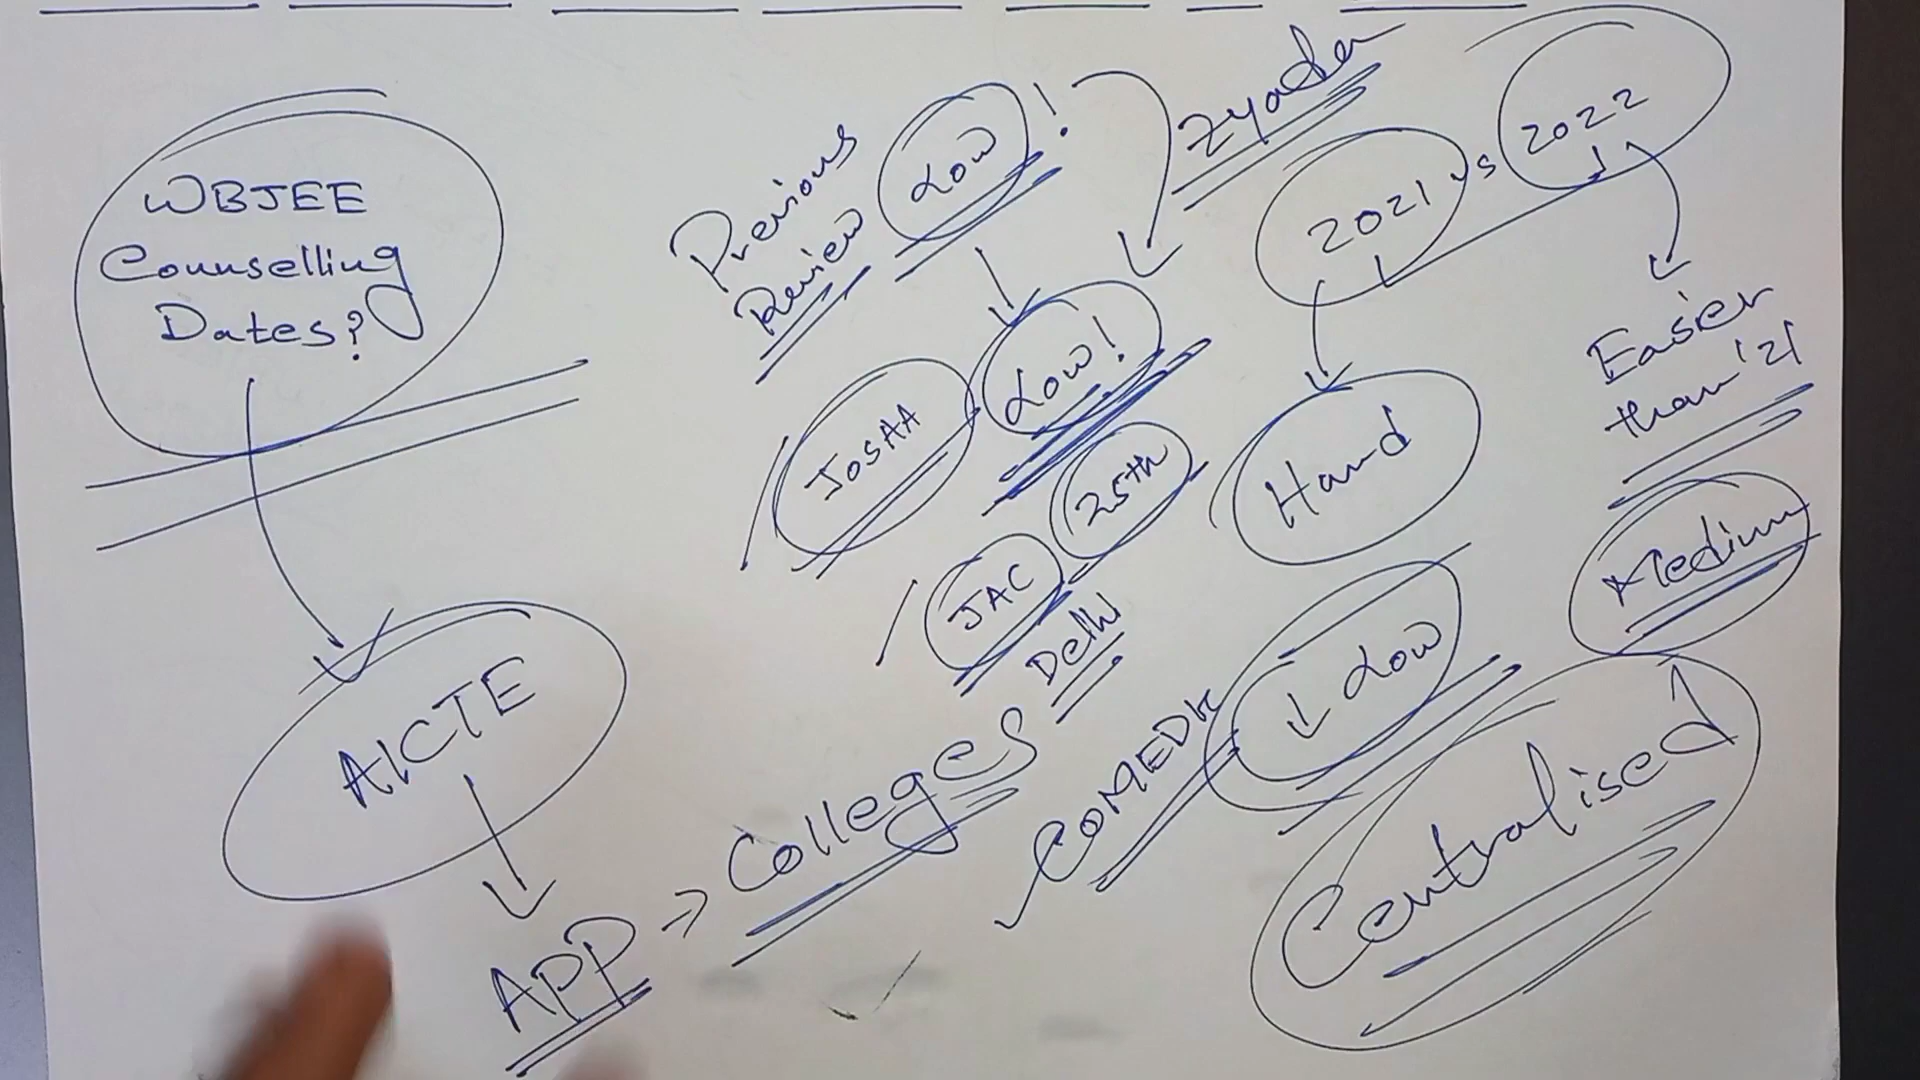 WBJEE
Counselling
Dates?
AICTE
APP → Colleges
Previous
Review
Low!
Zyada
Low!
JOSAA
25th
JAC
Delhi
COMEDK
2021 vs 2022
Hard
Easier
than '21
Medium
↓ Low
Centralised